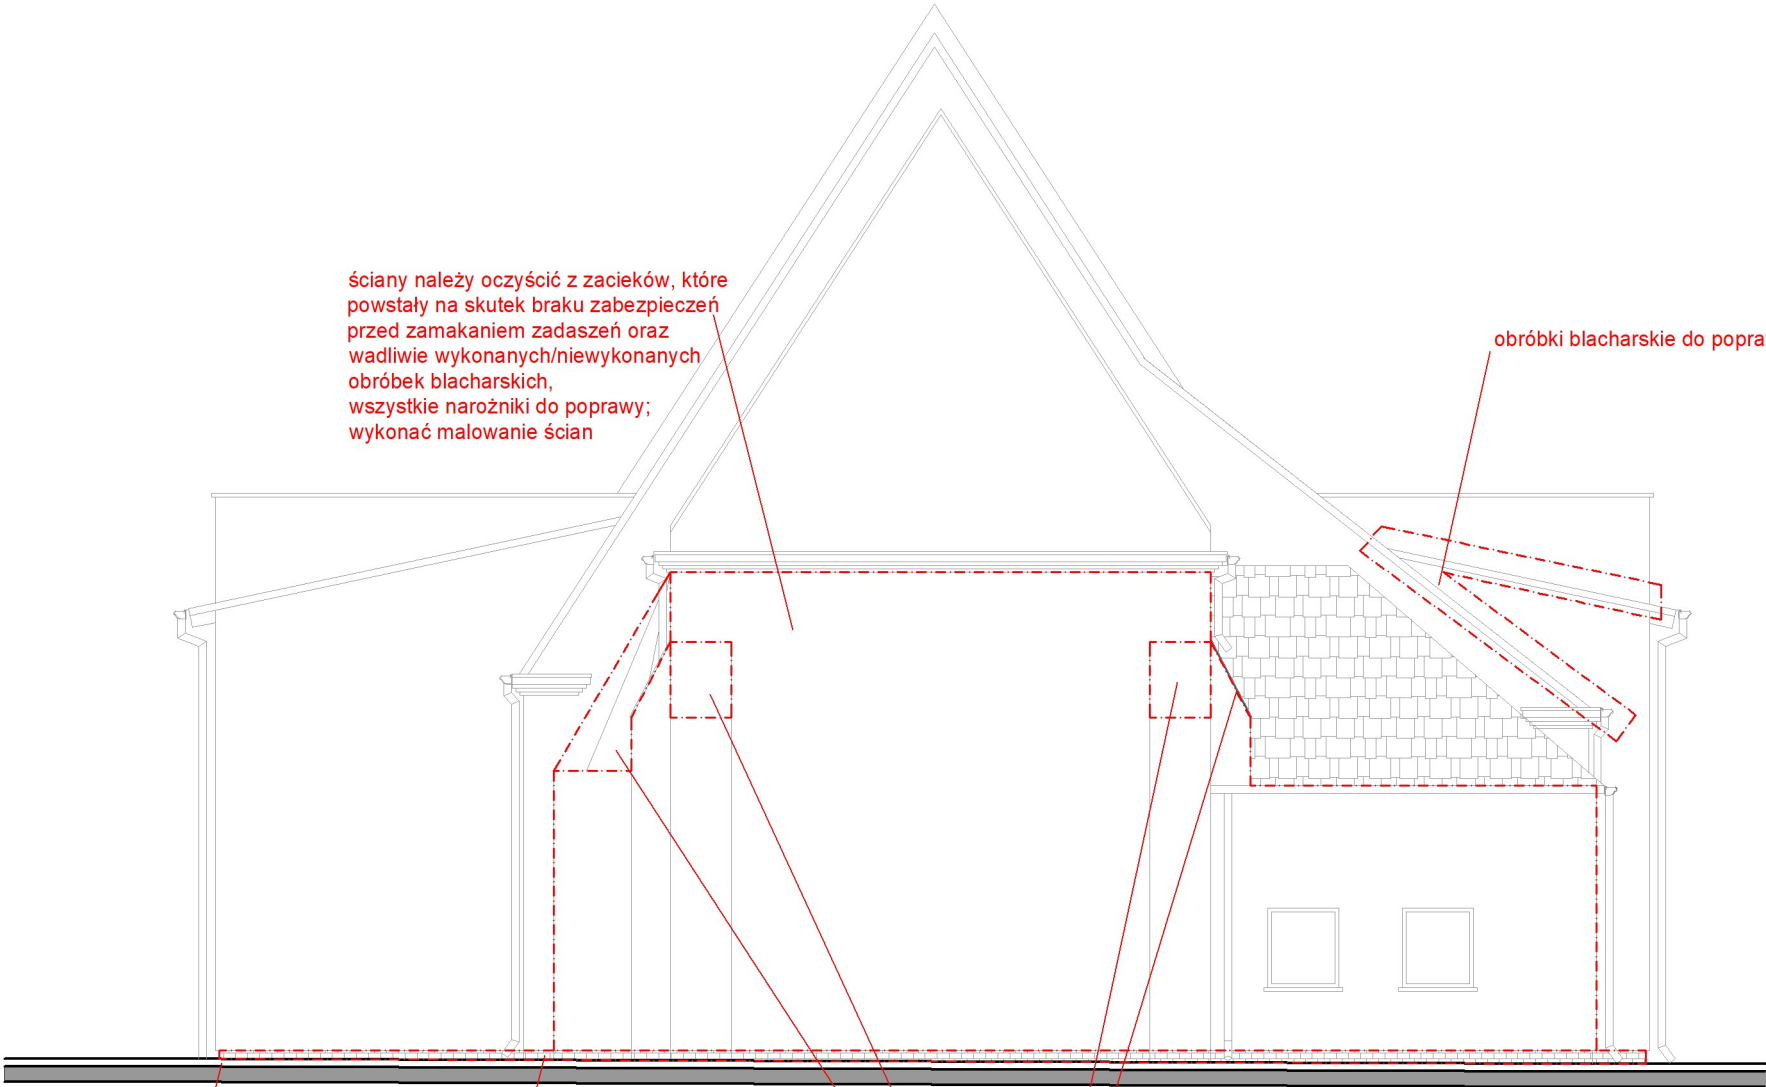 ściany należy oczyścić z zacieków, które
powstały na skutek braku zabezpieczeń
przed zamakaniem zadaszeń oraz
wadliwie wykonanych/niewykonanych
obróbek blacharskich,
wszystkie narożniki do poprawy;
wykonać malowanie ścian
obróbki blacharskie do